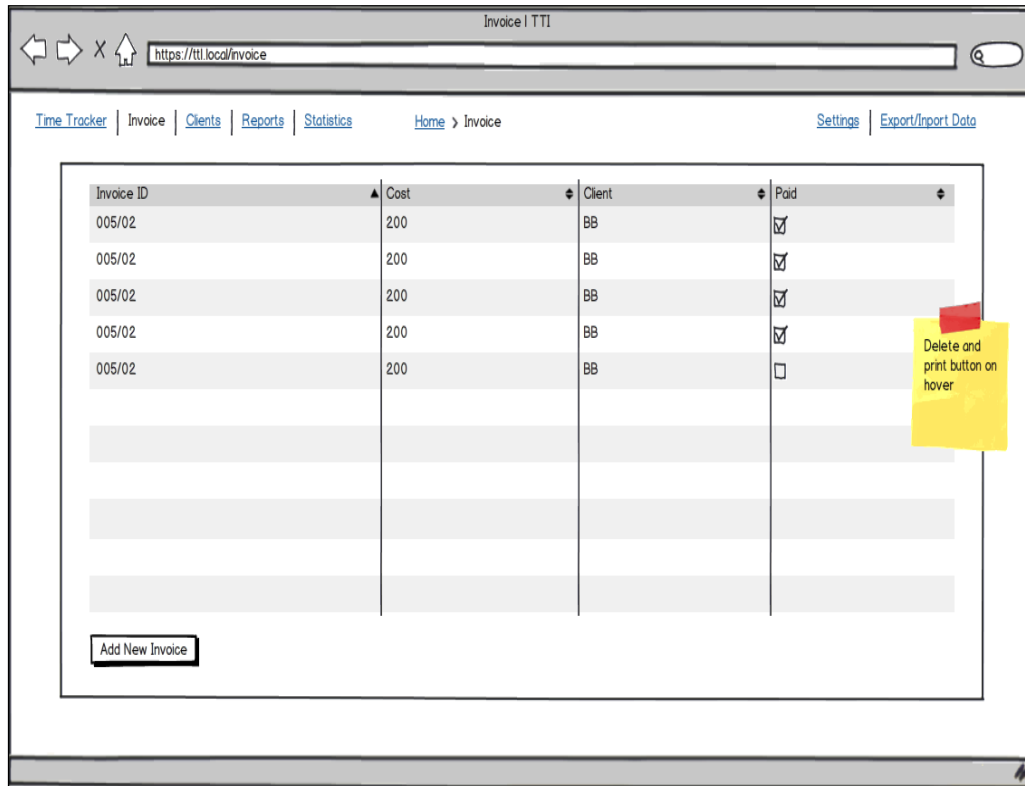 Invoice | TTI
https://ttl.local/invoice
Time Tracker Invoice Clients Reports Statistics Home > Invoice Settings Export/Inport Data
Invoice ID Cost Client Paid
005/02 200 BB
005/02 200 BB
005/02 200 BB
005/02 200 BB
005/02 200 BB
Delete and
print button on
hover
Add New Invoice